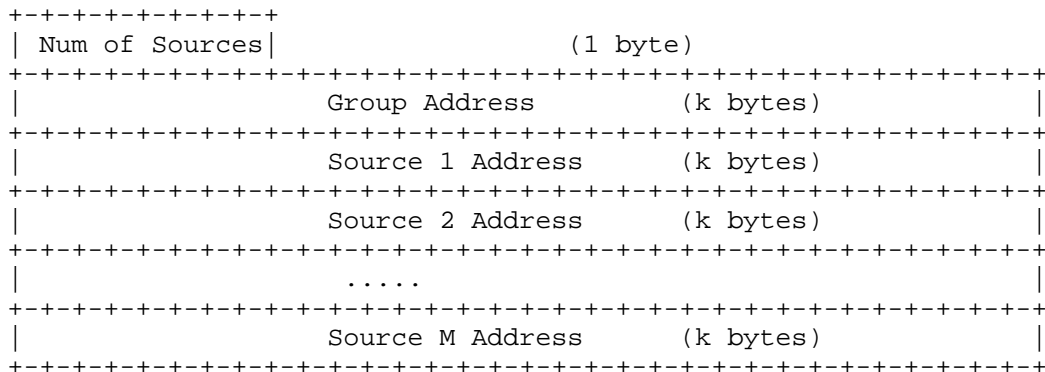 +-+-+-+-+-+-+-+-+
| Num of Sources|                  (1 byte)
+-+-+-+-+-+-+-+-+-+-+-+-+-+-+-+-+-+-+-+-+-+-+-+-+-+-+-+-+-+-+-+-+
|                   Group Address         (k bytes)             |
+-+-+-+-+-+-+-+-+-+-+-+-+-+-+-+-+-+-+-+-+-+-+-+-+-+-+-+-+-+-+-+-+
|                   Source 1 Address      (k bytes)             |
+-+-+-+-+-+-+-+-+-+-+-+-+-+-+-+-+-+-+-+-+-+-+-+-+-+-+-+-+-+-+-+-+
|                   Source 2 Address      (k bytes)             |
+-+-+-+-+-+-+-+-+-+-+-+-+-+-+-+-+-+-+-+-+-+-+-+-+-+-+-+-+-+-+-+-+
|                    .....                                      |
+-+-+-+-+-+-+-+-+-+-+-+-+-+-+-+-+-+-+-+-+-+-+-+-+-+-+-+-+-+-+-+-+
|                   Source M Address      (k bytes)             |
+-+-+-+-+-+-+-+-+-+-+-+-+-+-+-+-+-+-+-+-+-+-+-+-+-+-+-+-+-+-+-+-+